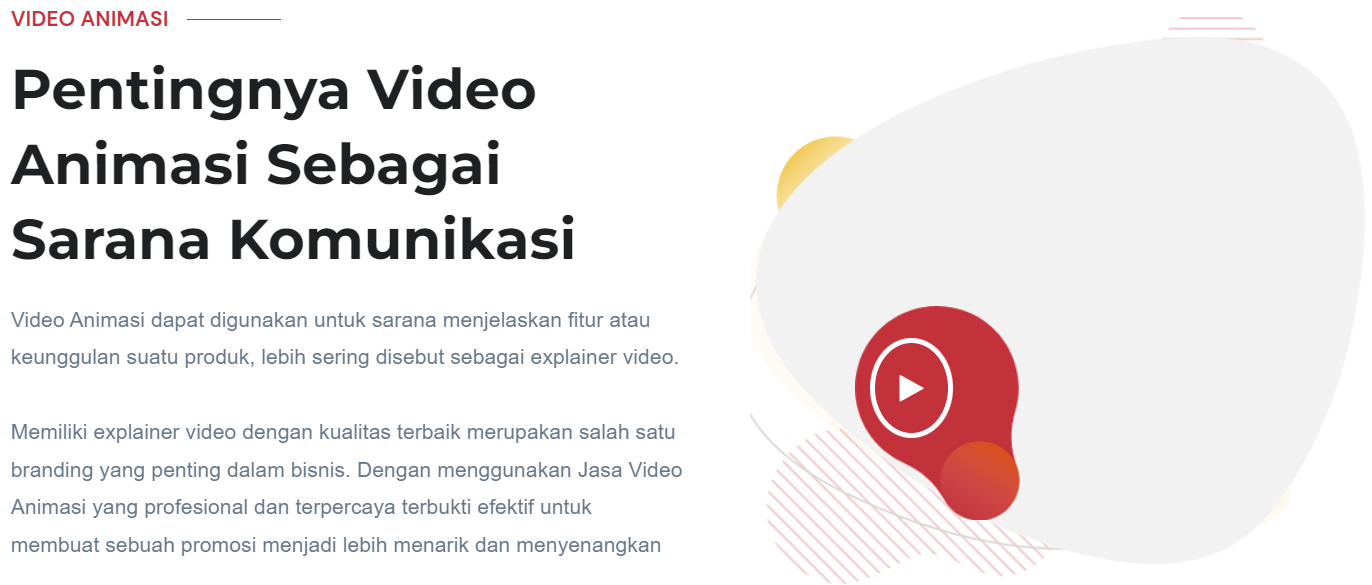 VIDEO ANIMASI
Pentingnya Video
Animasi Sebagai
Sarana Komunikasi
Video Animasi dapat digunakan untuk sarana menjelaskan fitur atau
keunggulan suatu produk, lebih sering disebut sebagai explainer video.
Memiliki explainer video dengan kualitas terbaik merupakan salah satu
branding yang penting dalam bisnis. Dengan menggunakan Jasa Video
Animasi yang profesional dan terpercaya terbukti efektif untuk
membuat sebuah promosi menjadi lebih menarik dan menyenangkan